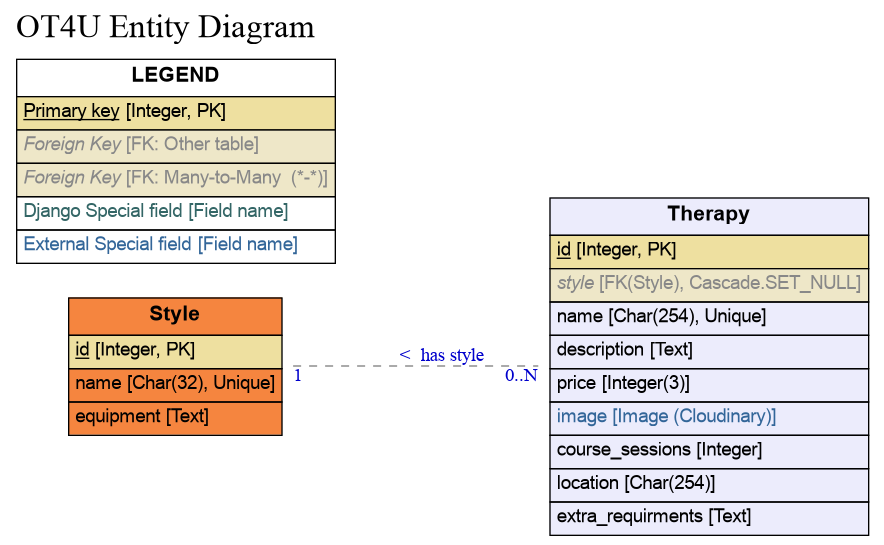 OT4U Entity Diagram
LEGEND
Primary key [Integer, PK]
Foreign Key [FK: Other table]
Foreign Key [FK: Many-to-Many (*-*)]
Django Special field [Field name]
External Special field [Field name]
Style
id [Integer, PK]
name [Char(32), Unique]
equipment [Text]
< has style
1
0..N
Therapy
id [Integer, PK]
style [FK(Style), Cascade.SET_NULL]
name [Char(254), Unique]
description [Text]
price [Integer(3)]
image [Image (Cloudinary)]
course_sessions [Integer]
location [Char(254)]
extra_requirments [Text]